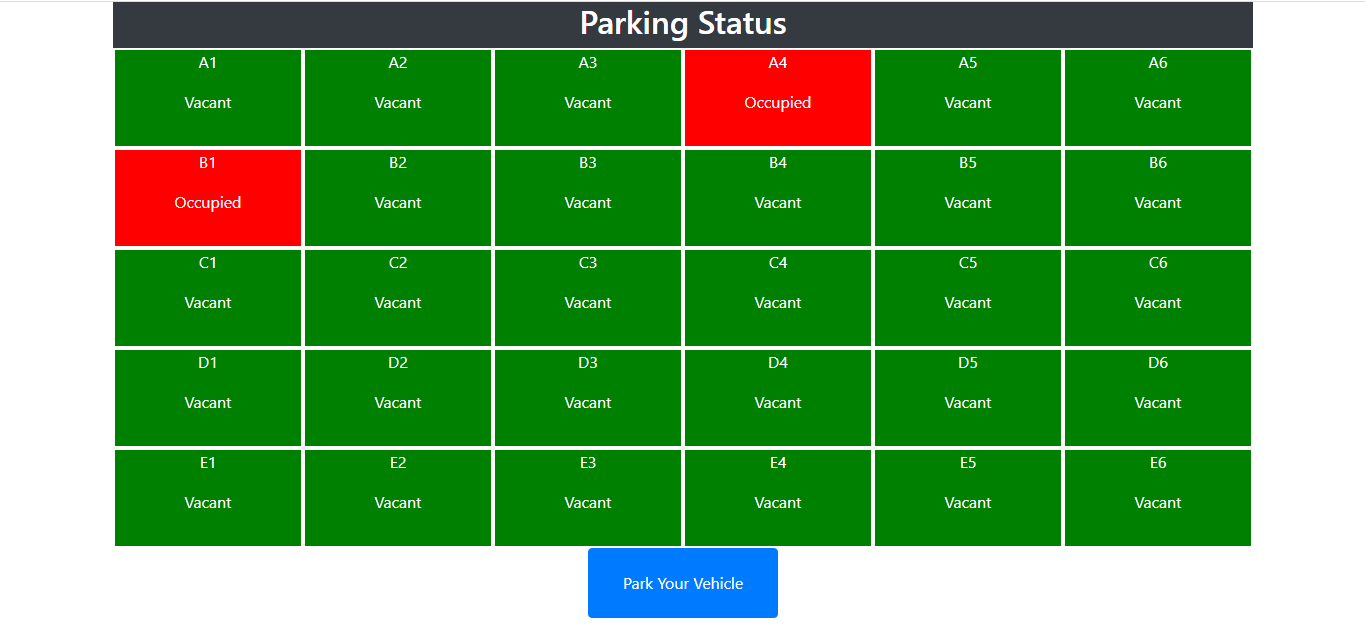 Parking Status
A1 A2 A3 A4 A5 A6
Vacant Vacant Vacant Occupied Vacant Vacant
B1 B2 B3 B4 B5 B6
Occupied Vacant Vacant Vacant Vacant Vacant
C1 C2 C3 C4 C5 C6
Vacant Vacant Vacant Vacant Vacant Vacant
D1 D2 D3 D4 D5 D6
Vacant Vacant Vacant Vacant Vacant Vacant
E1 E2 E3 E4 E5 E6
Vacant Vacant Vacant Vacant Vacant Vacant
Park Your Vehicle